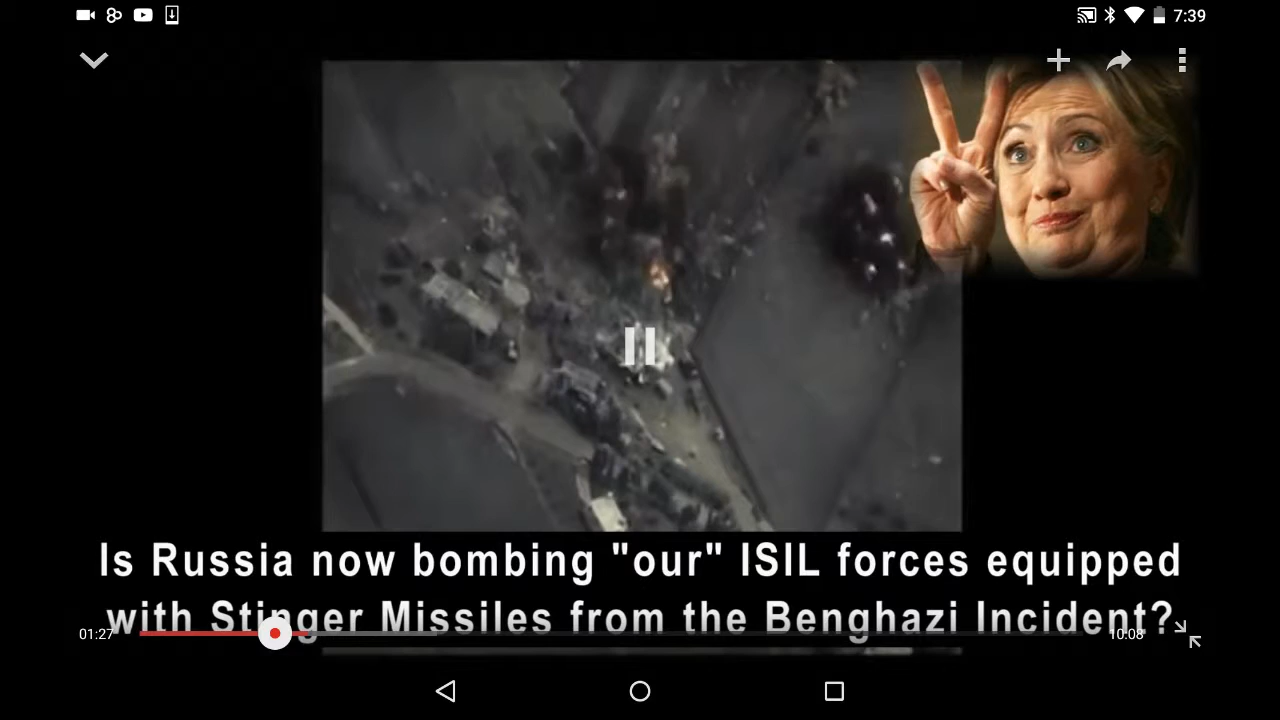 7:39
Is Russia now bombing "our" ISIL forces equipped
with Stinger Missiles from the Benghazi Incident?
01:27
10:08